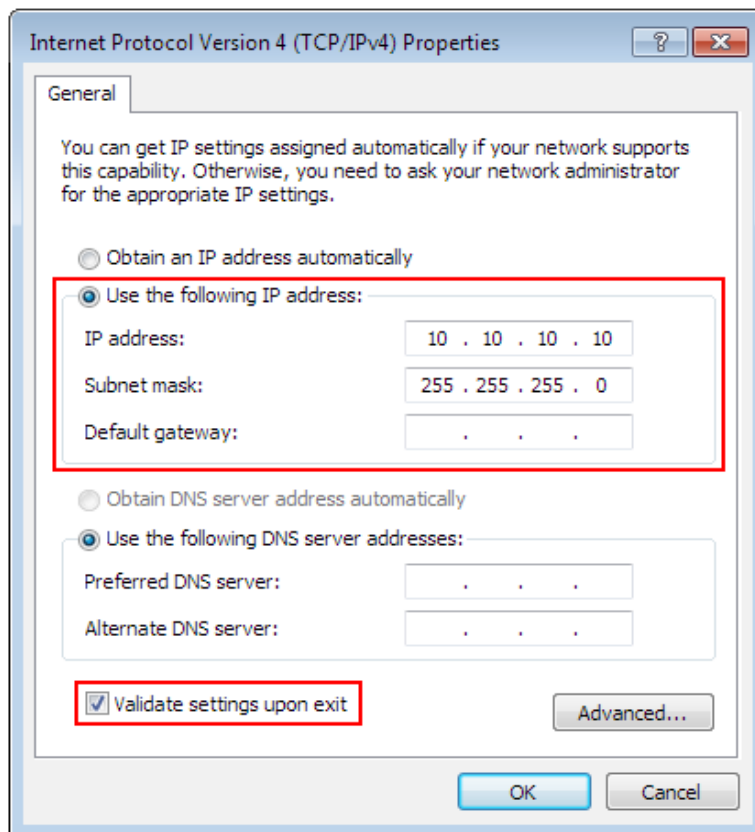 Internet Protocol Version 4 (TCP/IPv4) Properties
General
You can get IP settings assigned automatically if your network supports
this capability. Otherwise, you need to ask your network administrator
for the appropriate IP settings.
Obtain an IP address automatically
Use the following IP address:
IP address: 10 . 10 . 10 . 10
Subnet mask: 255 . 255 . 255 . 0
Default gateway: . . .
Obtain DNS server address automatically
Use the following DNS server addresses:
Preferred DNS server: . . .
Alternate DNS server: . . .
Validate settings upon exit
Advanced...
OK Cancel